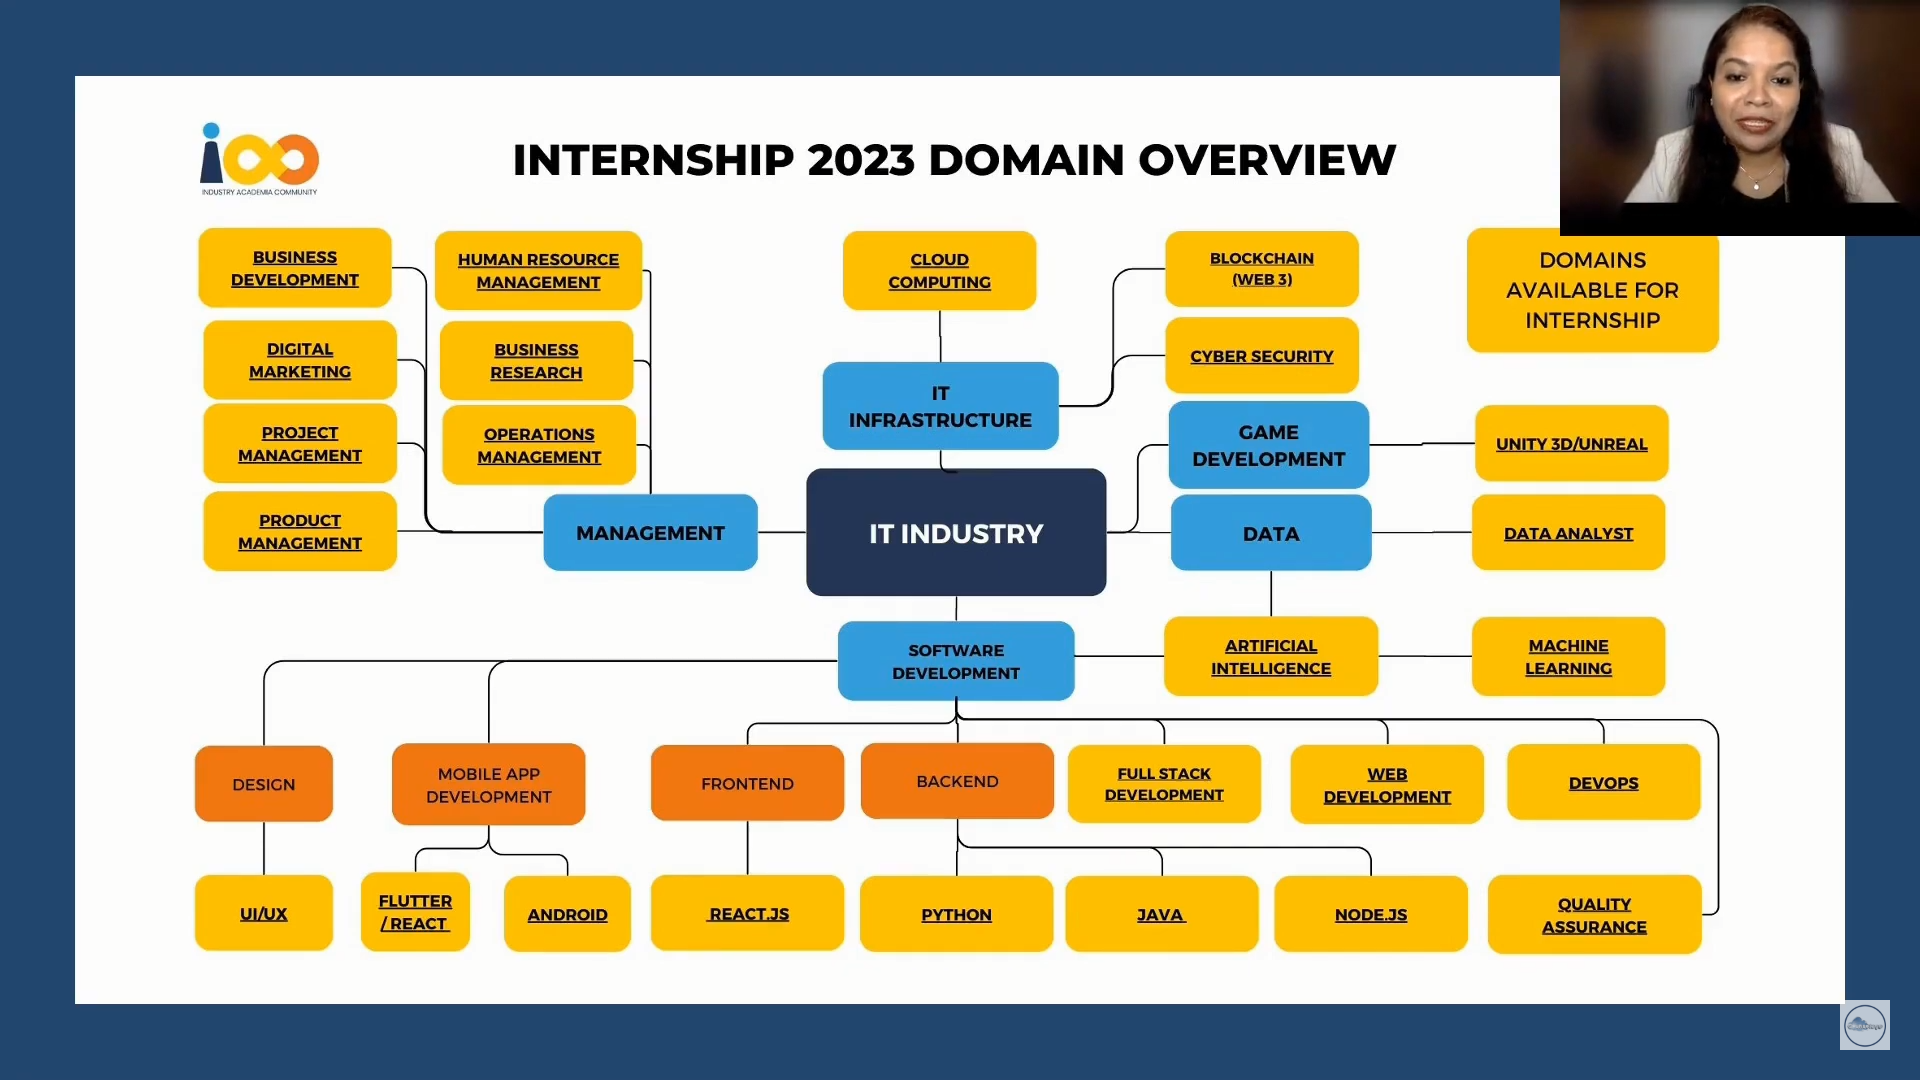 INDUSTRY ACADEMIA COMMUNITY
INTERNSHIP 2023 DOMAIN OVERVIEW
BUSINESS
DEVELOPMENT
HUMAN RESOURCE
MANAGEMENT
CLOUD
COMPUTING
BLOCKCHAIN
(WEB 3)
DOMAINS
AVAILABLE FOR
INTERNSHIP
DIGITAL
MARKETING
BUSINESS
RESEARCH
CYBER SECURITY
IT
INFRASTRUCTURE
PROJECT
MANAGEMENT
OPERATIONS
MANAGEMENT
GAME
DEVELOPMENT
UNITY 3D/UNREAL
PRODUCT
MANAGEMENT
MANAGEMENT
IT INDUSTRY
DATA
DATA ANALYST
SOFTWARE
DEVELOPMENT
ARTIFICIAL
INTELLIGENCE
MACHINE
LEARNING
DESIGN
MOBILE APP
DEVELOPMENT
FRONTEND
BACKEND
FULL STACK
DEVELOPMENT
WEB
DEVELOPMENT
DEVOPS
UI/UX
FLUTTER
/ REACT
ANDROID
REACT.JS
PYTHON
JAVA
NODE.JS
QUALITY
ASSURANCE